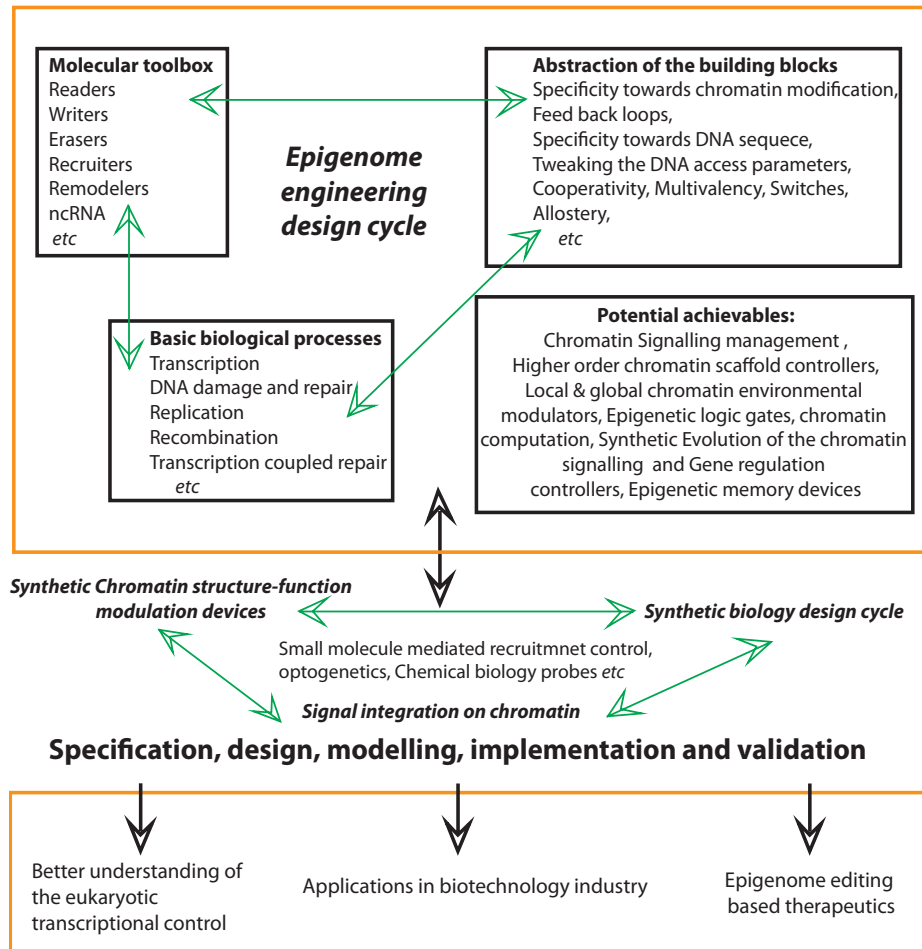 Molecular toolbox
Readers
Writers
Erasers
Recruiters
Remodelers
ncRNA
etc
Epigenome
engineering
design cycle
Abstraction of the building blocks
Specificity towards chromatin modification,
Feed back loops,
Specificity towards DNA sequece,
Tweaking the DNA access parameters,
Cooperativity, Multivalency, Switches,
Allostery,
etc
Basic biological processes
Transcription
DNA damage and repair
Replication
Recombination
Transcription coupled repair
etc
Potential achievables:
Chromatin Signalling management ,
Higher order chromatin scaffold controllers,
Local & global chromatin environmental
modulators, Epigenetic logic gates, chromatin
computation, Synthetic Evolution of the chromatin
signalling and Gene regulation
controllers, Epigenetic memory devices
Synthetic Chromatin structure-function
modulation devices
Synthetic biology design cycle
Small molecule mediated recruitmnet control,
optogenetics, Chemical biology probes etc
Signal integration on chromatin
Specification, design, modelling, implementation and validation
Better understanding of
the eukaryotic
transcriptional control
Applications in biotechnology industry
Epigenome editing
based therapeutics